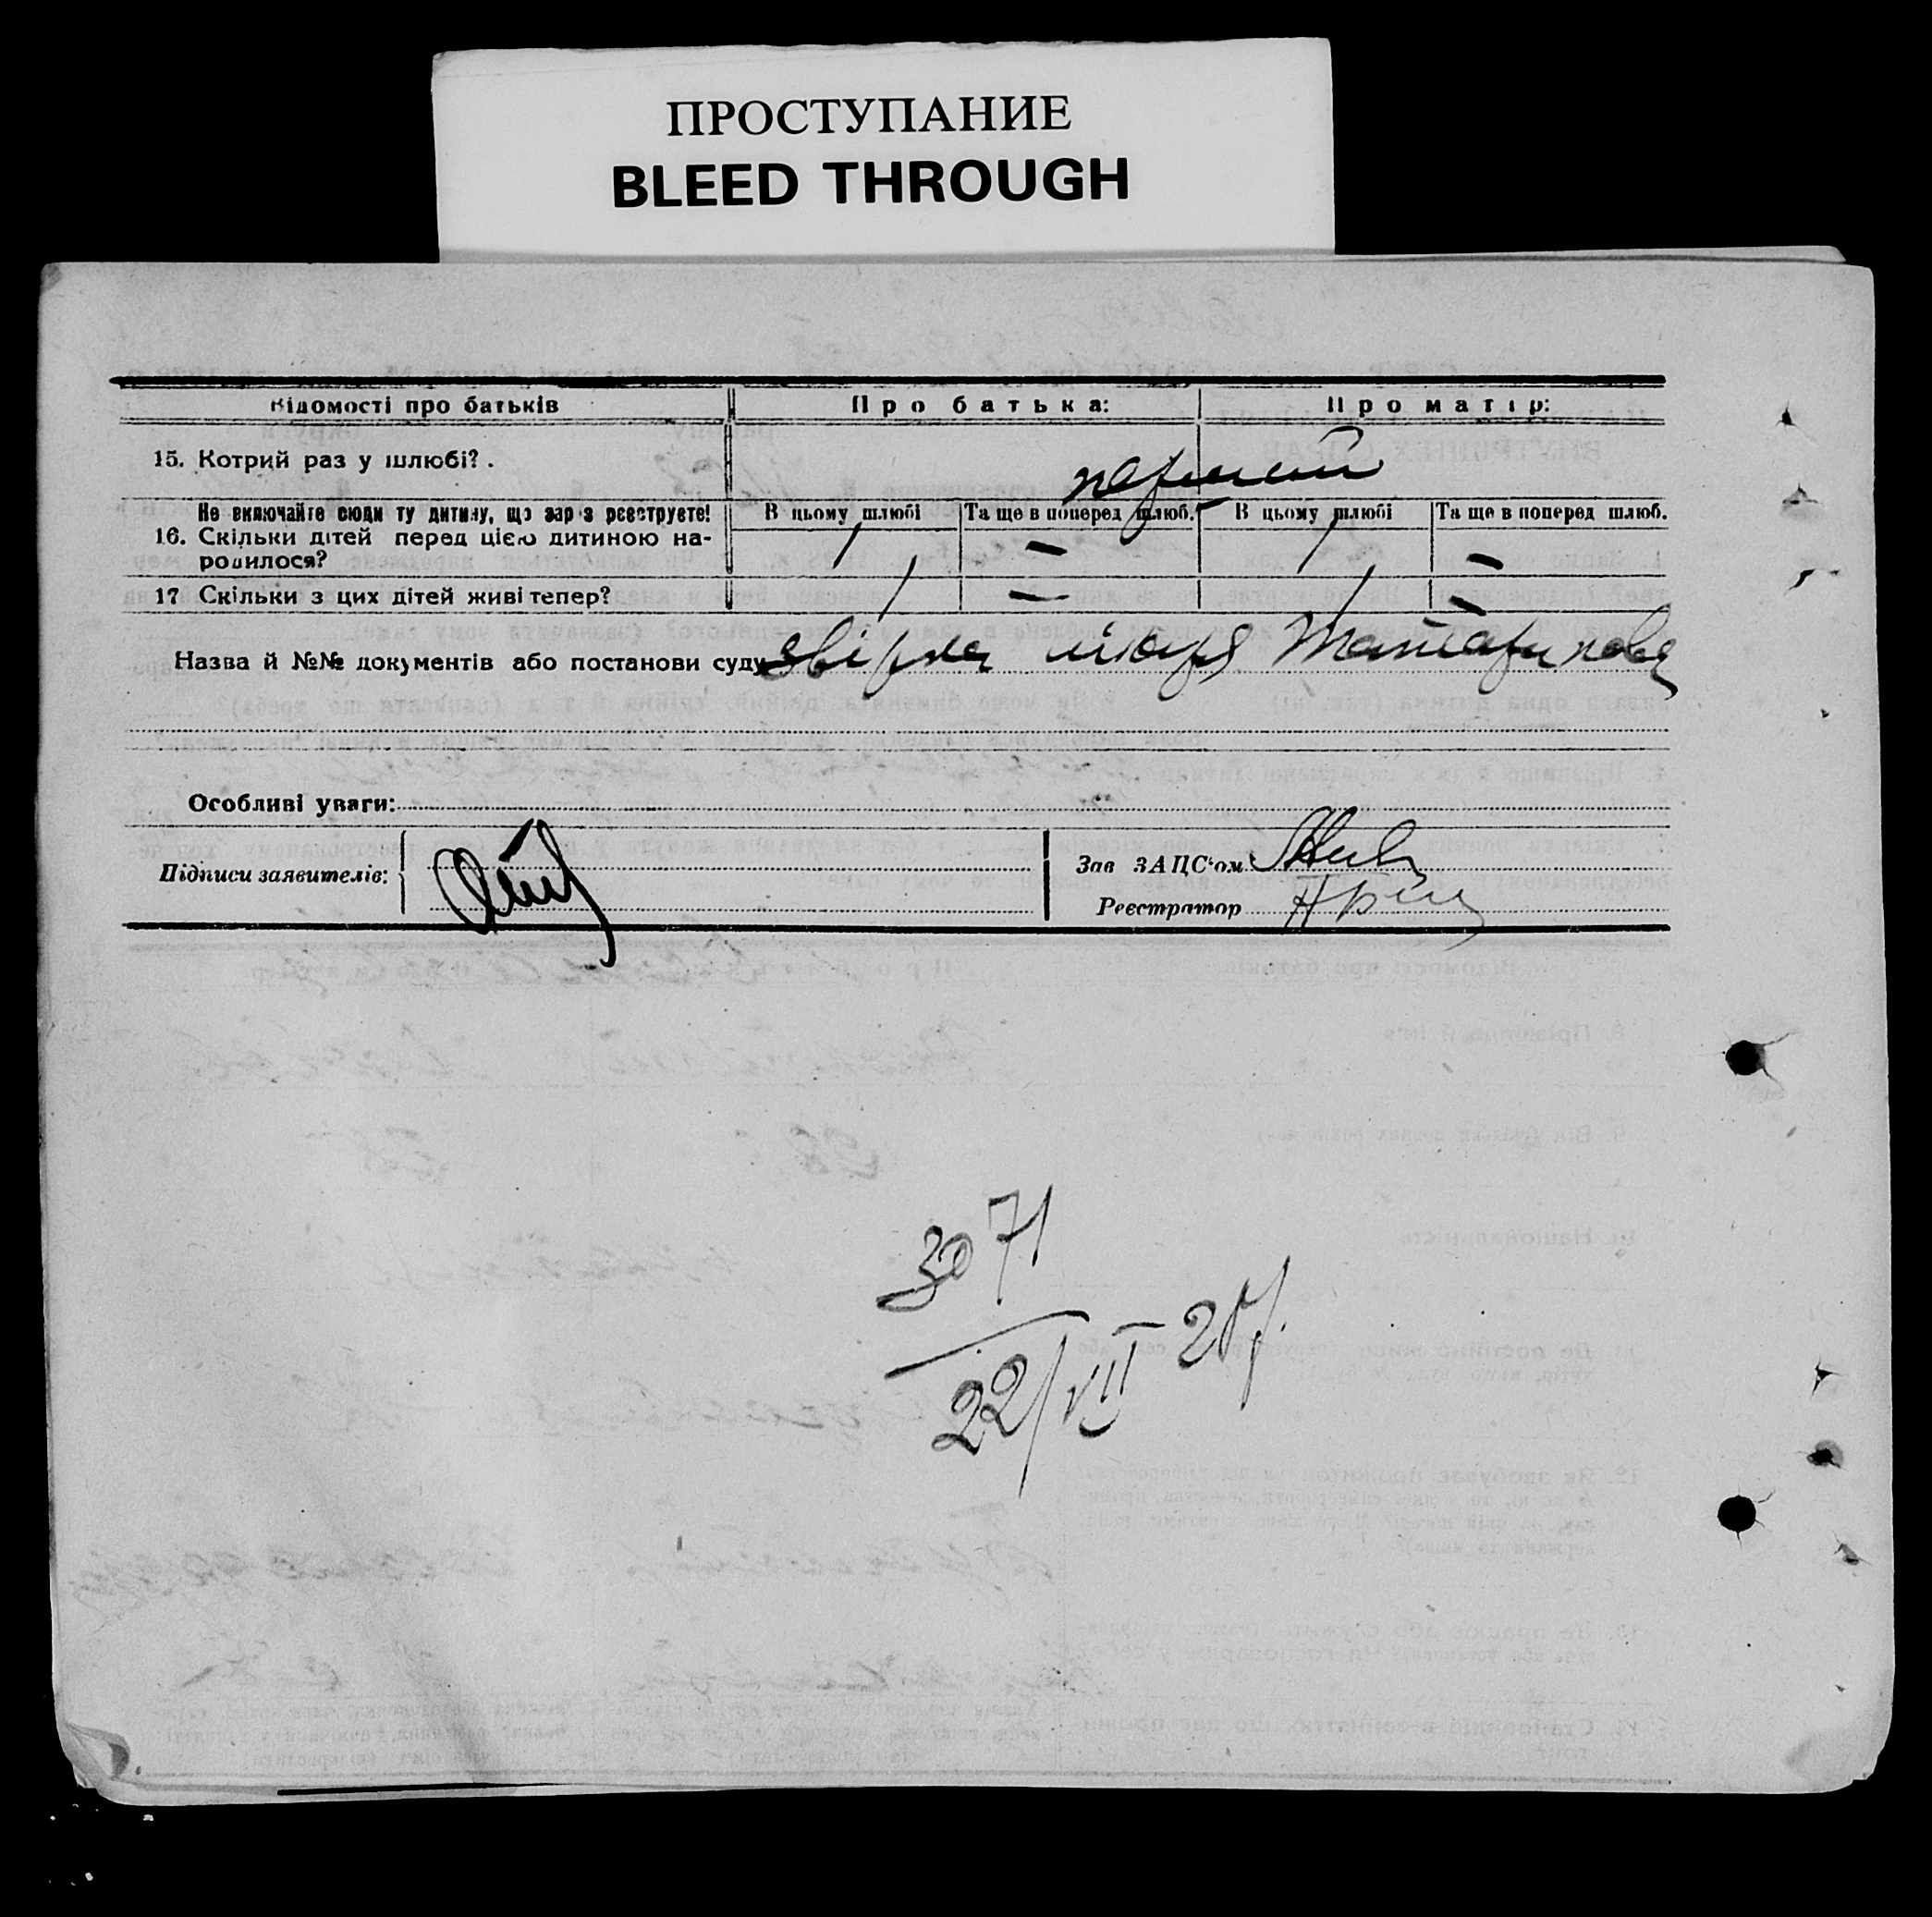 ПРОСТУПАНИЕ
BLEED THROUGH
Відомості про батьків Про батька: Про матір:
15. Котрий раз у шлюбі? . перший
Не включайте сюди ту дитину, що зараз реєструєте! В цьому шлюбі Та ще в поперед шлюб. В цьому шлюбі Та ще в поперед шлюб.
16. Скільки дітей перед цією дитиною на- 1 — 1 —
родилося?
17 Скільки з цих дітей живі тепер? 1 — 1 —
Назва й №№ документів або постанови суду
Особливі уваги:
Підписи заявителів:
Зав ЗАЦС'ом
Реєстратор
3071
22/VII